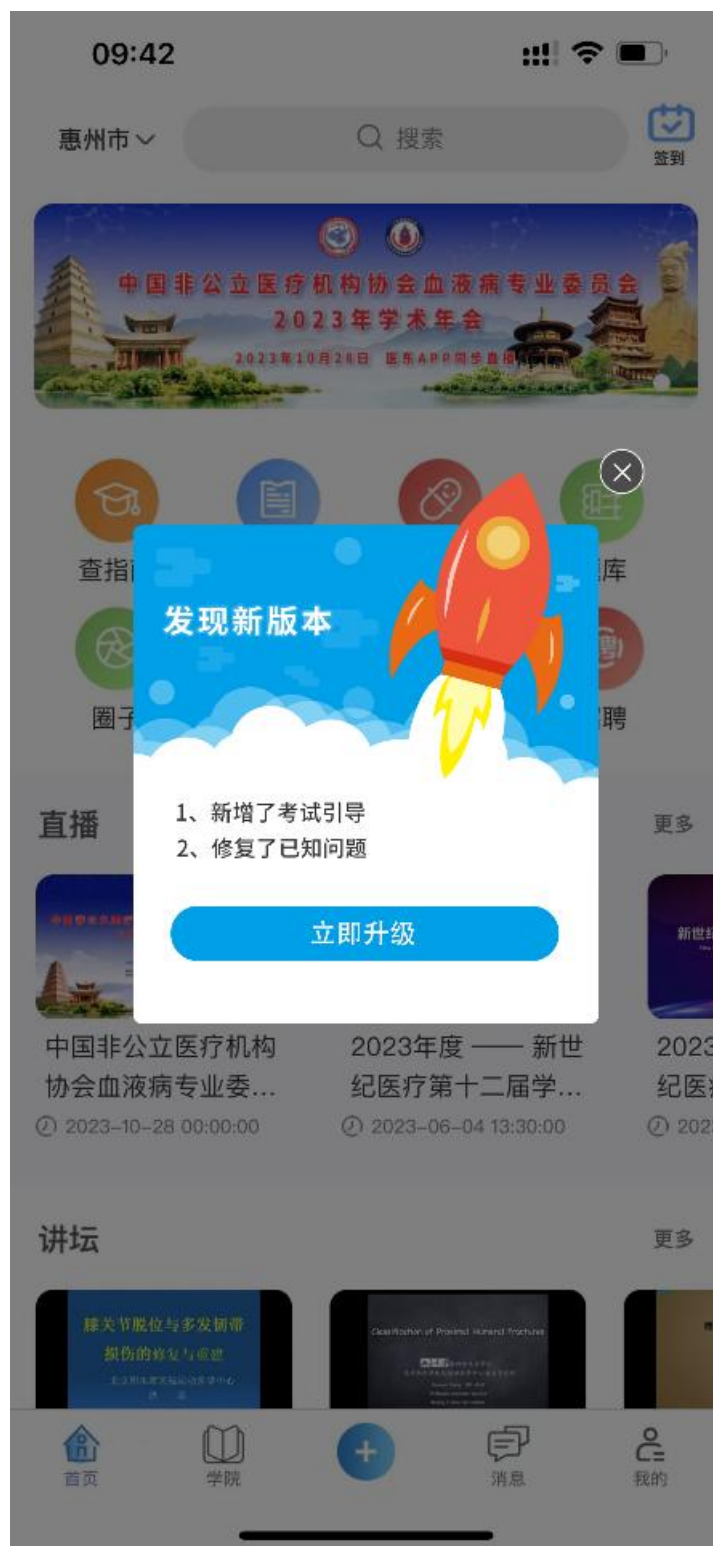 09:42
惠州市
搜索
签到
中国非公立医疗机构协会血液病专业委员会
2023年学术年会
2023年10月28日 医东APP同步直播
查指
库
发现新版本
圈子
聘
1、新增了考试引导
2、修复了已知问题
立即升级
直播
更多
中国非公立医疗机构
协会血液病专业委...
2023-10-28 00:00:00
2023年度 —— 新世
纪医疗第十二届学...
2023-06-04 13:30:00
新世纪
2023
纪医
202
讲坛
更多
膝关节脱位与多发韧带
损伤的修复与重建
Classification of Proximal Humeral Fractures
首页
学院
消息
我的